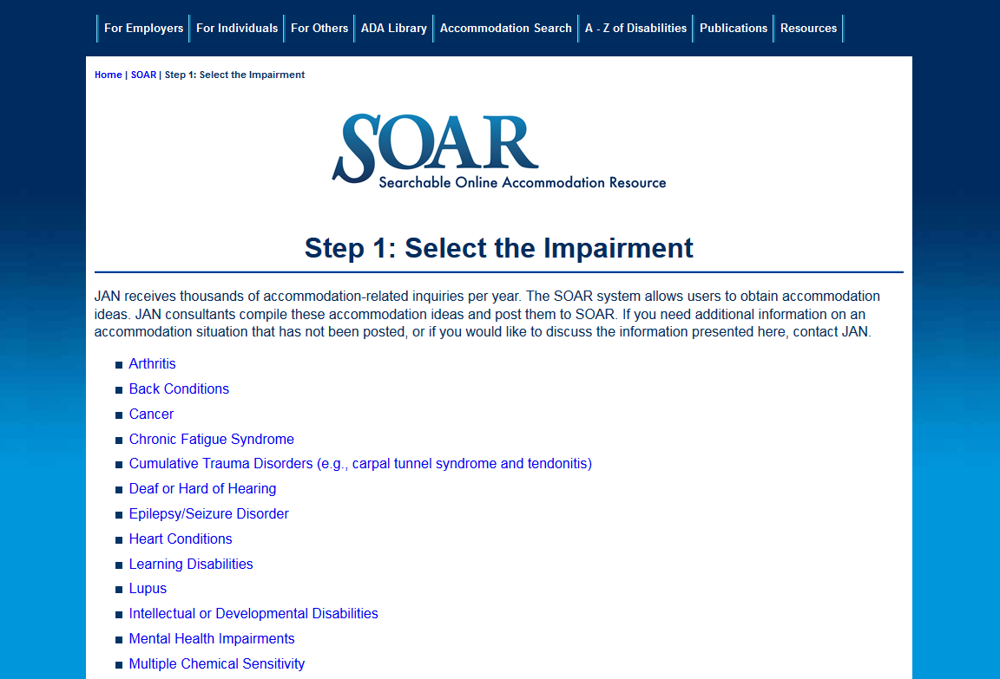 For Employers For Individuals For Others ADA Library Accommodation Search A - Z of Disabilities Publications Resources
Home | SOAR | Step 1: Select the Impairment
SOAR
Searchable Online Accommodation Resource
Step 1: Select the Impairment
JAN receives thousands of accommodation-related inquiries per year. The SOAR system allows users to obtain accommodation
ideas. JAN consultants compile these accommodation ideas and post them to SOAR. If you need additional information on an
accommodation situation that has not been posted, or if you would like to discuss the information presented here, contact JAN.
Arthritis
Back Conditions
Cancer
Chronic Fatigue Syndrome
Cumulative Trauma Disorders (e.g., carpal tunnel syndrome and tendonitis)
Deaf or Hard of Hearing
Epilepsy/Seizure Disorder
Heart Conditions
Learning Disabilities
Lupus
Intellectual or Developmental Disabilities
Mental Health Impairments
Multiple Chemical Sensitivity